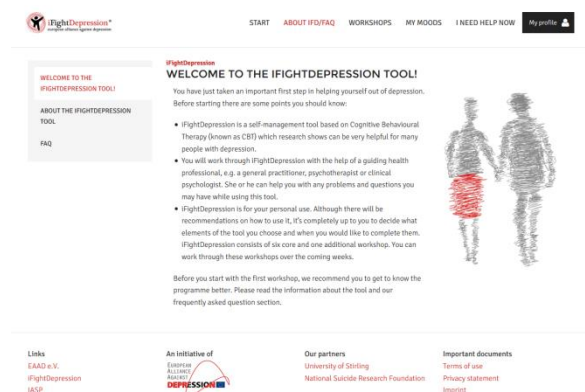 iFightDepression®
european alliance against depression
START
ABOUT IFD/FAQ
WORKSHOPS
MY MOODS
I NEED HELP NOW
My profile
WELCOME TO THE
IFIGHTDEPRESSION TOOL!
ABOUT THE IFIGHTDEPRESSION
TOOL
FAQ
iFightDepression
WELCOME TO THE IFIGHTDEPRESSION TOOL!
You have just taken an important first step in helping yourself out of depression.
Before starting there are some points you should know:
• iFightDepression is a self-management tool based on Cognitive Behavioural
Therapy (known as CBT) which research shows can be very helpful for many
people with depression.
• You will work through iFightDepression with the help of a guiding health
professional, e.g. a general practitioner, psychotherapist or clinical
psychologist. She or he can help you with any problems and questions you
may have while using this tool.
• iFightDepression is for your personal use. Although there will be
recommendations on how to use it, it's completely up to you to decide what
elements of the tool you choose and when you would like to complete them.
iFightDepression consists of six core and one additional workshop. You can
work through these workshops over the coming weeks.
Before you start with the first workshop, we recommend you to get to know the
programme better. Please read the information about the tool and our
frequently asked question section.
Links
EAAD e.V.
iFightDepression
IASP
An initiative of
EUROPEAN
ALLIANCE
AGAINST
DEPRESSION
Our partners
University of Stirling
National Suicide Research Foundation
Important documents
Terms of use
Privacy statement
Imprint